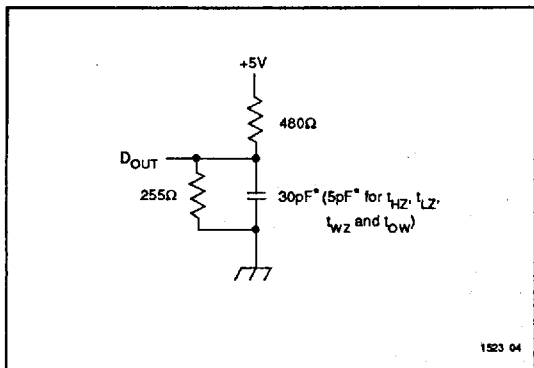 +5V
480Ω
DOUT
255Ω
30pF* (5pF* for tHZ, tLZ,
tWZ and tOW)
1523 04